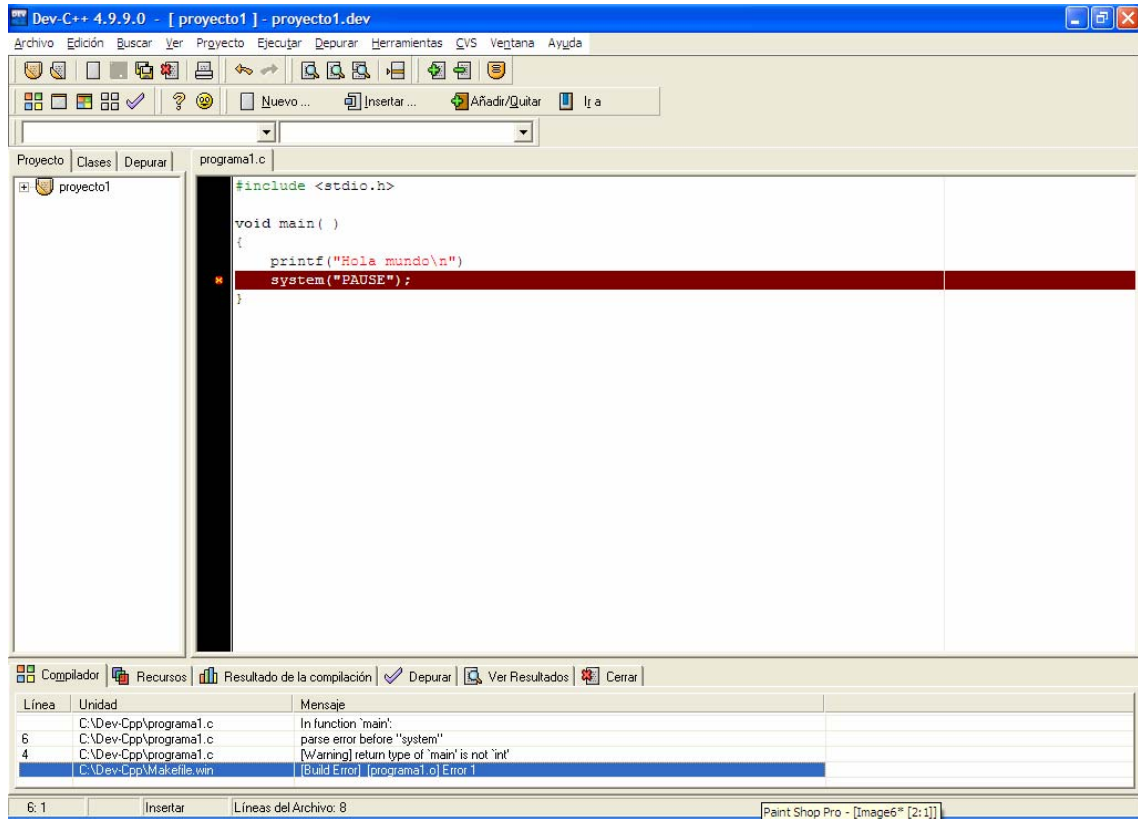 Dev-C++ 4.9.9.0 - [ proyecto1 ] - proyecto1.dev
Archivo Edición Buscar Ver Proyecto Ejecutar Depurar Herramientas CVS Ventana Ayuda
Nuevo ... Insertar ... Añadir/Quitar Ir a
Proyecto Clases Depurar programa1.c
proyecto1
#include <stdio.h>
void main( )
{
printf("Hola mundo\n")
system("PAUSE");
}
Compilador Recursos Resultado de la compilación Depurar Ver Resultados Cerrar
Línea Unidad Mensaje
C:\Dev-Cpp\programa1.c In function `main':
6 C:\Dev-Cpp\programa1.c parse error before "system"
4 C:\Dev-Cpp\programa1.c [Warning] return type of `main' is not `int'
C:\Dev-Cpp\Makefile.win [Build Error] [programa1.o] Error 1
6: 1 Insertar Líneas del Archivo: 8
Paint Shop Pro - [Image6* [2:1]]